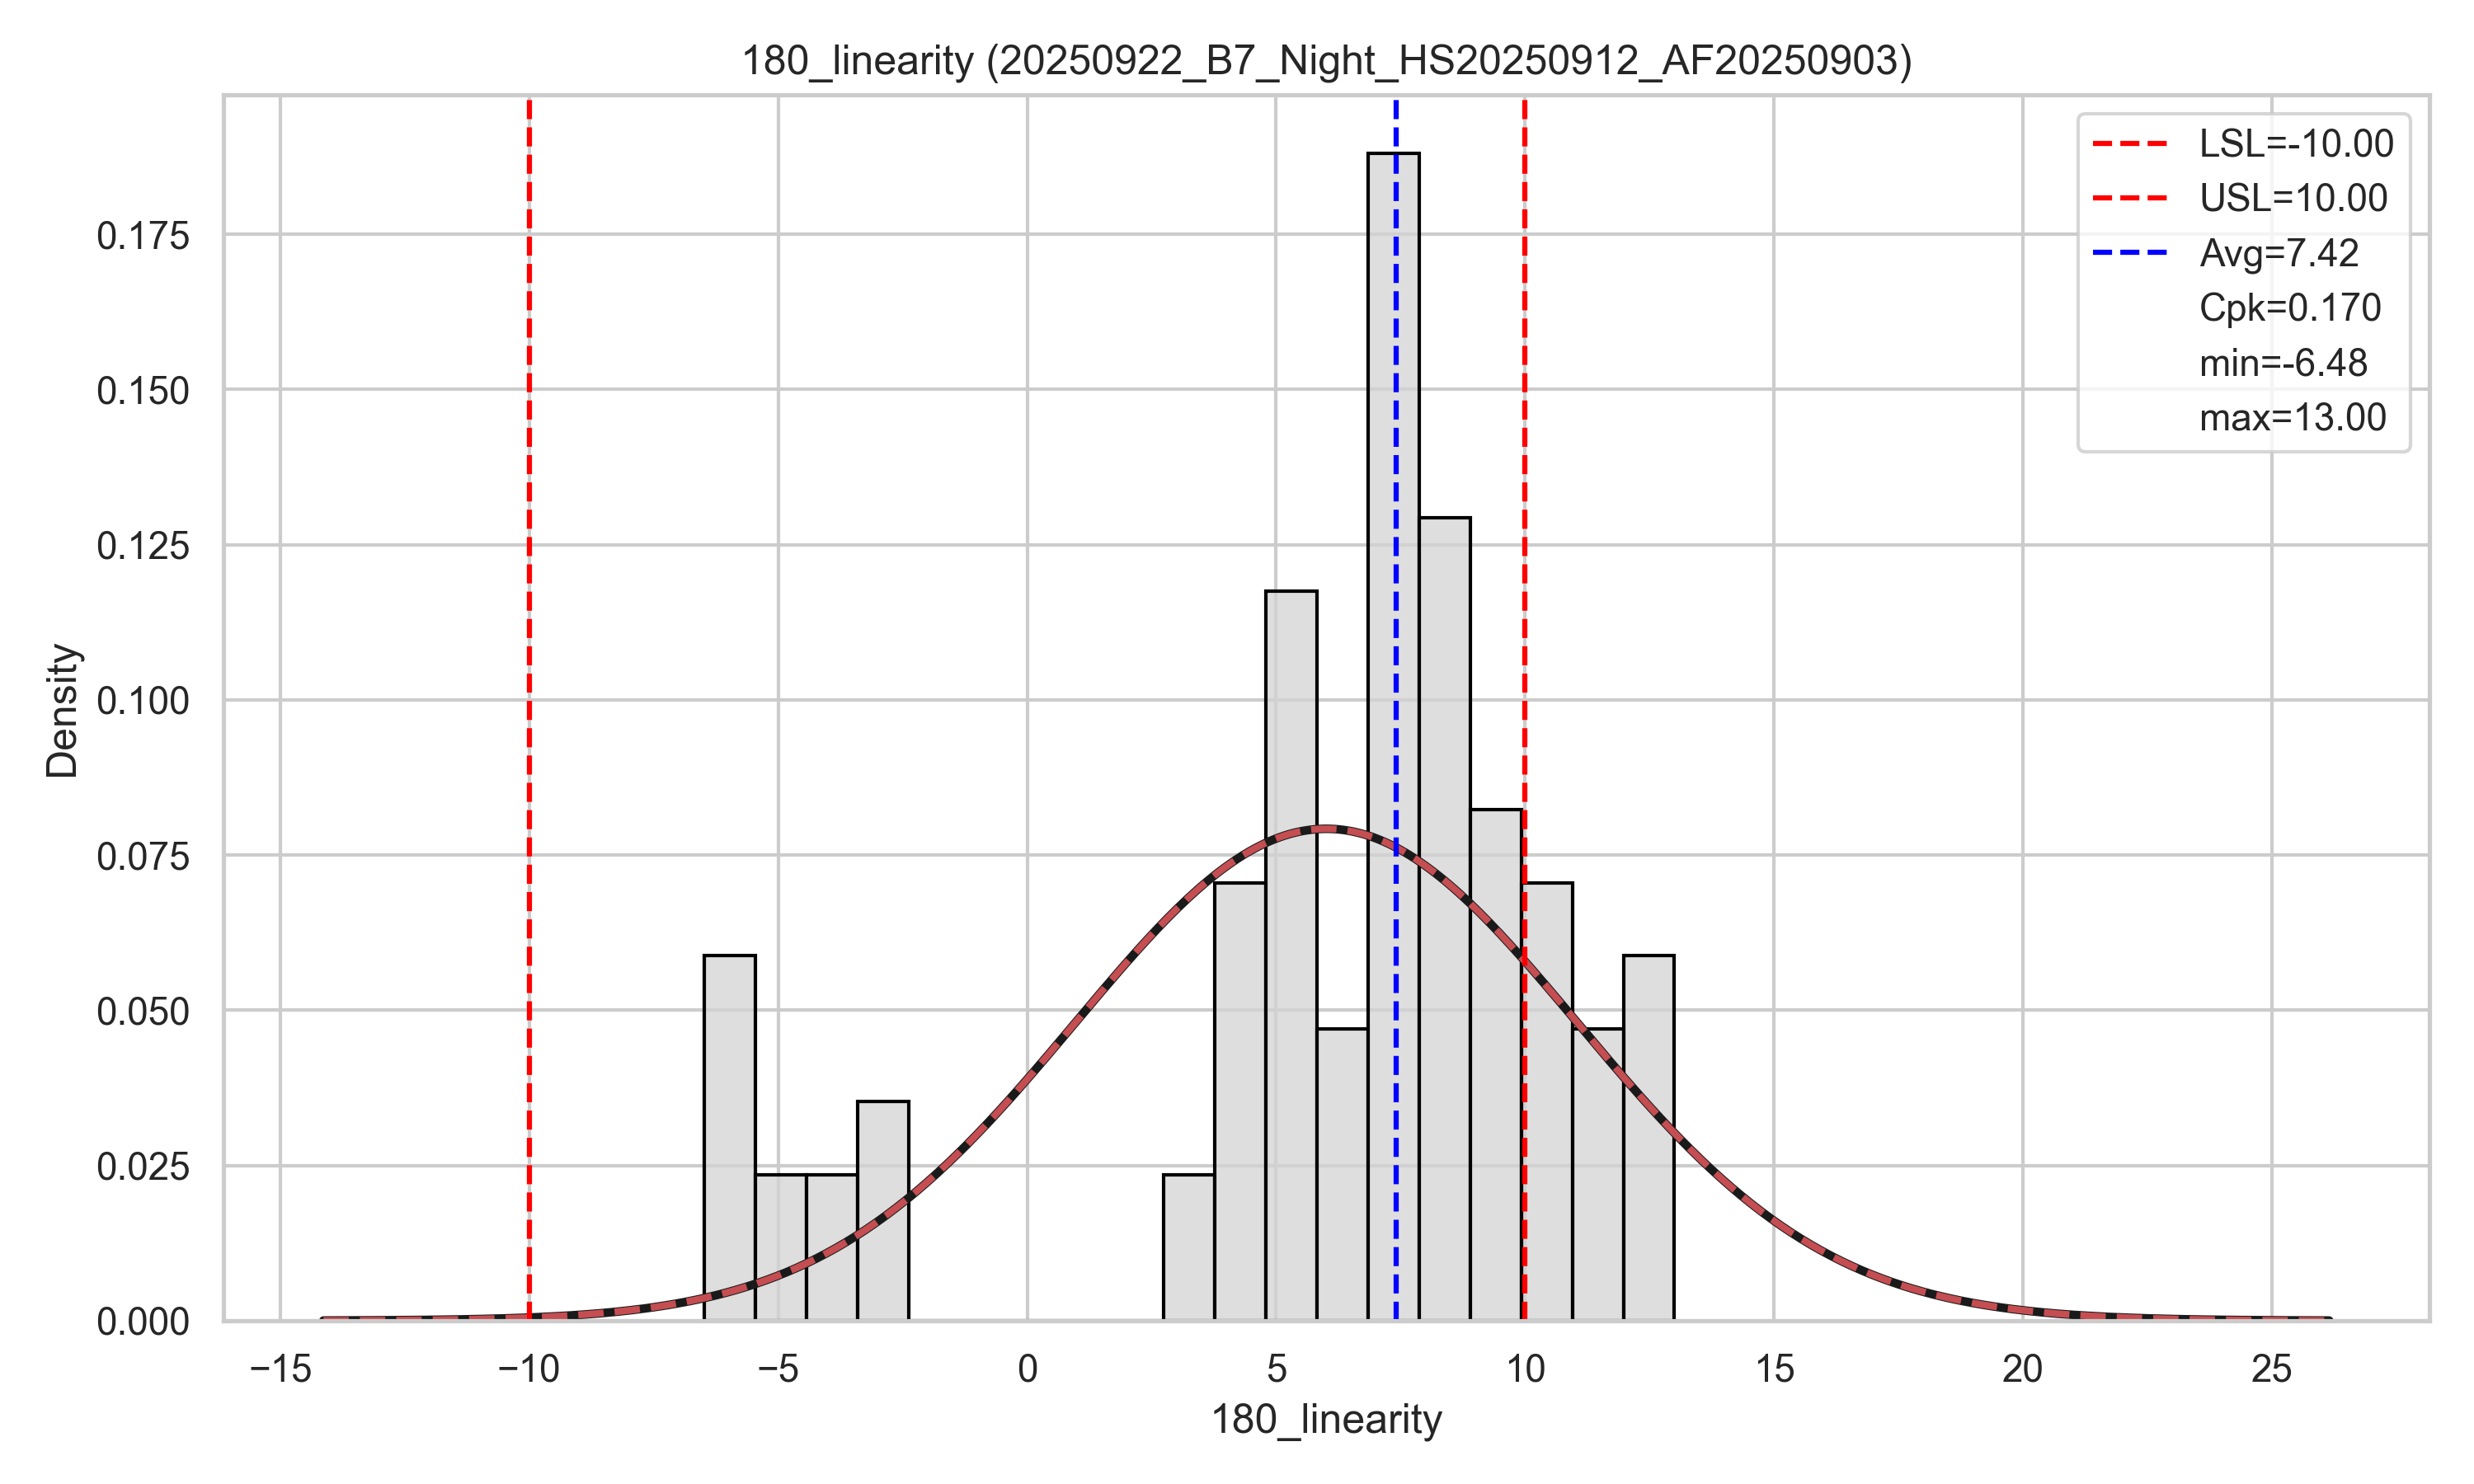 180_linearity (20250922_B7_Night_HS20250912_AF20250903)
LSL=-10.00
USL=10.00
Avg=7.42
Cpk=0.170
min=-6.48
max=13.00
Density
0.175
0.150
0.125
0.100
0.075
0.050
0.025
0.000
−15 −10 −5 0 5 10 15 20 25
180_linearity